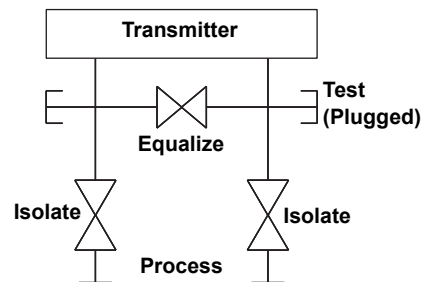 Transmitter
Test
(Plugged)
Equalize
Isolate
Isolate
Process